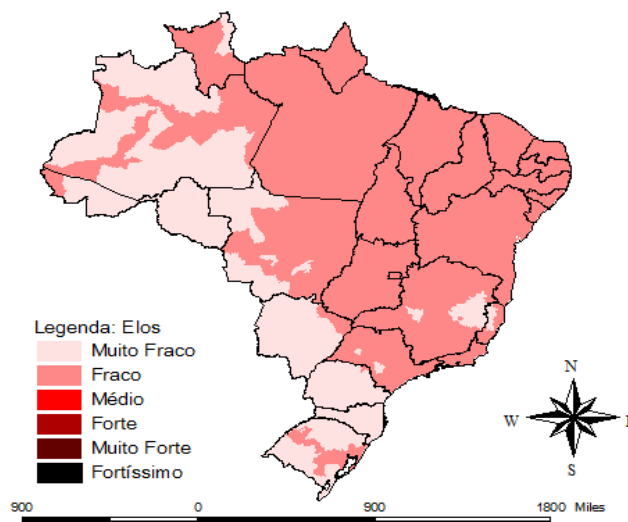 Legenda: Elos
Muito Fraco
Fraco
Médio
Forte
Muito Forte
Fortíssimo
N
W
S
900 0 900 1800 Miles